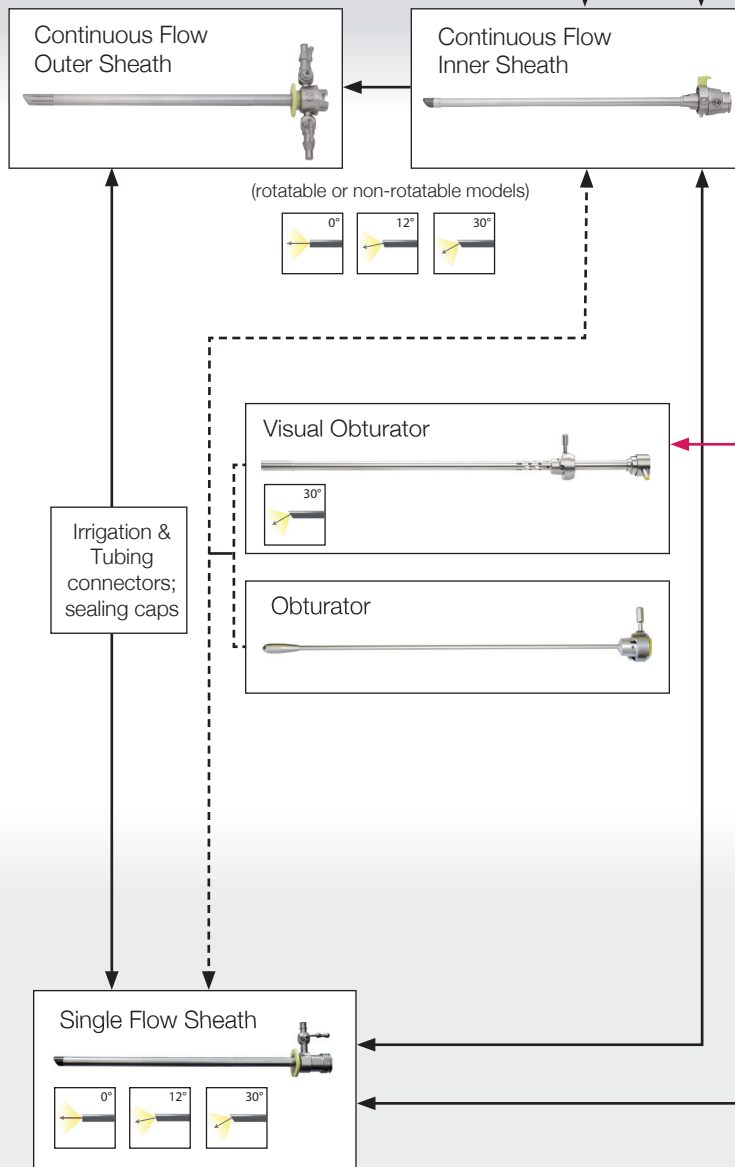 Continuous Flow
Outer Sheath
Continuous Flow
Inner Sheath
(rotatable or non-rotatable models)
0°
12°
30°
Visual Obturator
30°
Irrigation &
Tubing
connectors;
sealing caps
Obturator
Single Flow Sheath
0°
12°
30°